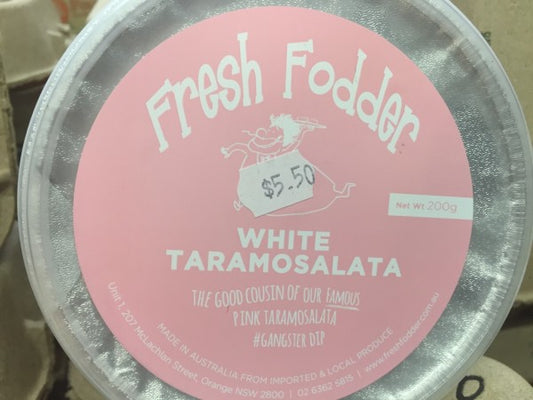 Fresh Fodder
$5.50
Net Wt 200g
WHITE
TARAMOSALATA
THE GOOD COUSIN OF OUR FAMOUS
PINK TARAMOSALATA
#GANGSTER DIP
MADE IN AUSTRALIA FROM IMPORTED & LOCAL PRODUCE
Unit 1, 207 McLachlan Street, Orange NSW 2800 | 02 6362 5815 | www.freshfodder.com.au